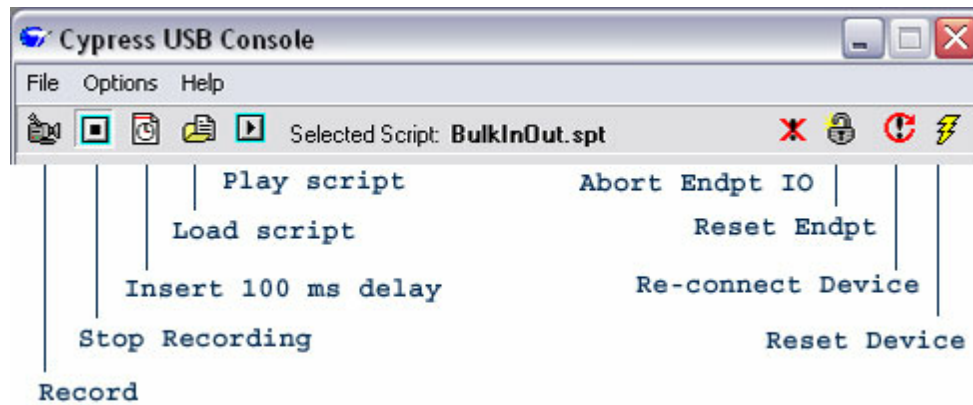 Cypress USB Console
File Options Help
Selected Script: BulkInOut.spt
Play script
Abort Endpt IO
Load script
Reset Endpt
Insert 100 ms delay
Re-connect Device
Stop Recording
Reset Device
Record